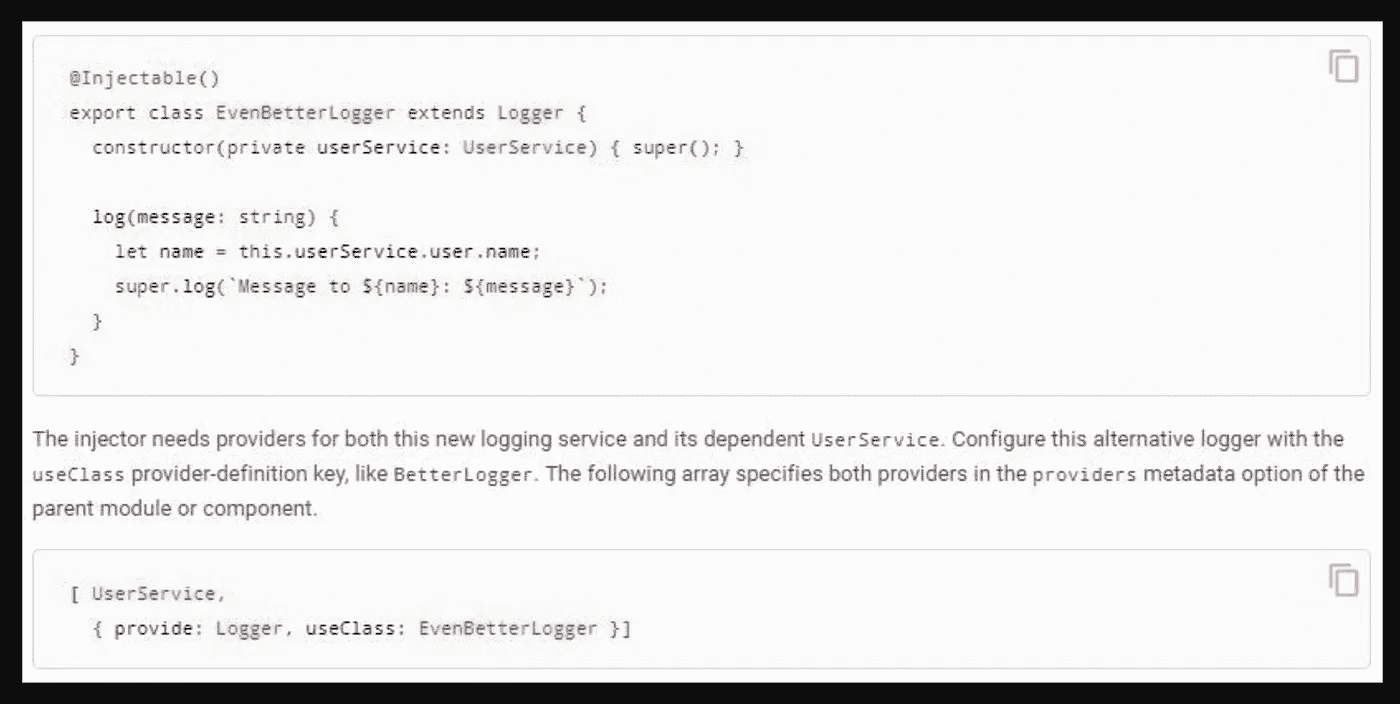 @Injectable()
export class EvenBetterLogger extends Logger {
  constructor(private userService: UserService) { super(); }

  log(message: string) {
    let name = this.userService.user.name;
    super.log(`Message to ${name}: ${message}`);
  }
}
The injector needs providers for both this new logging service and its dependent UserService. Configure this alternative logger with the
useClass provider-definition key, like BetterLogger. The following array specifies both providers in the providers metadata option of the
parent module or component.
[ UserService,
  { provide: Logger, useClass: EvenBetterLogger }]